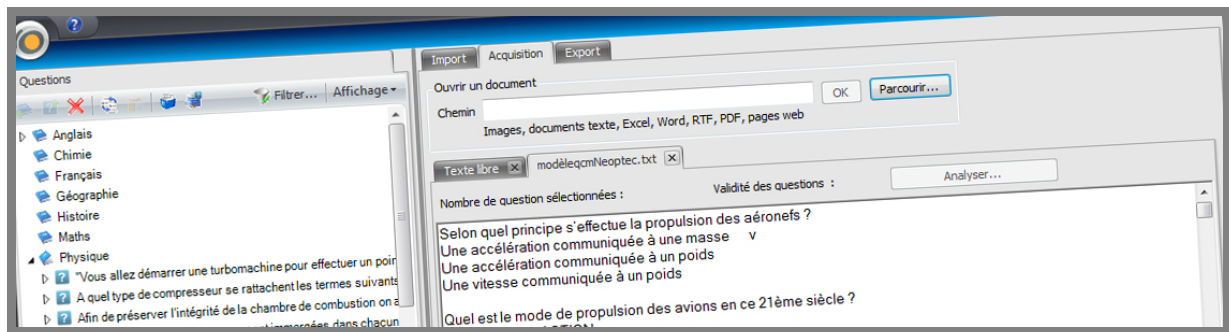 ?
Questions
Filtrer...
Affichage
Anglais
Chimie
Français
Géographie
Histoire
Maths
Physique
? "Vous allez démarrer une turbomachine pour effectuer un poin
? A quel type de compresseur se rattachent les termes suivants
? Afin de préserver l'intégrité de la chambre de combustion on a
immergées dans chacun
Import Acquisition Export
Ouvrir un document
Chemin OK Parcourir...
Images, documents texte, Excel, Word, RTF, PDF, pages web
Texte libre x modèleqcmNeoptec.txt x
Nombre de question sélectionnées : Validité des questions : Analyser...
Selon quel principe s'effectue la propulsion des aéronefs ?
Une accélération communiquée à une masse v
Une accélération communiquée à un poids
Une vitesse communiquée à un poids
Quel est le mode de propulsion des avions en ce 21ème siècle ?